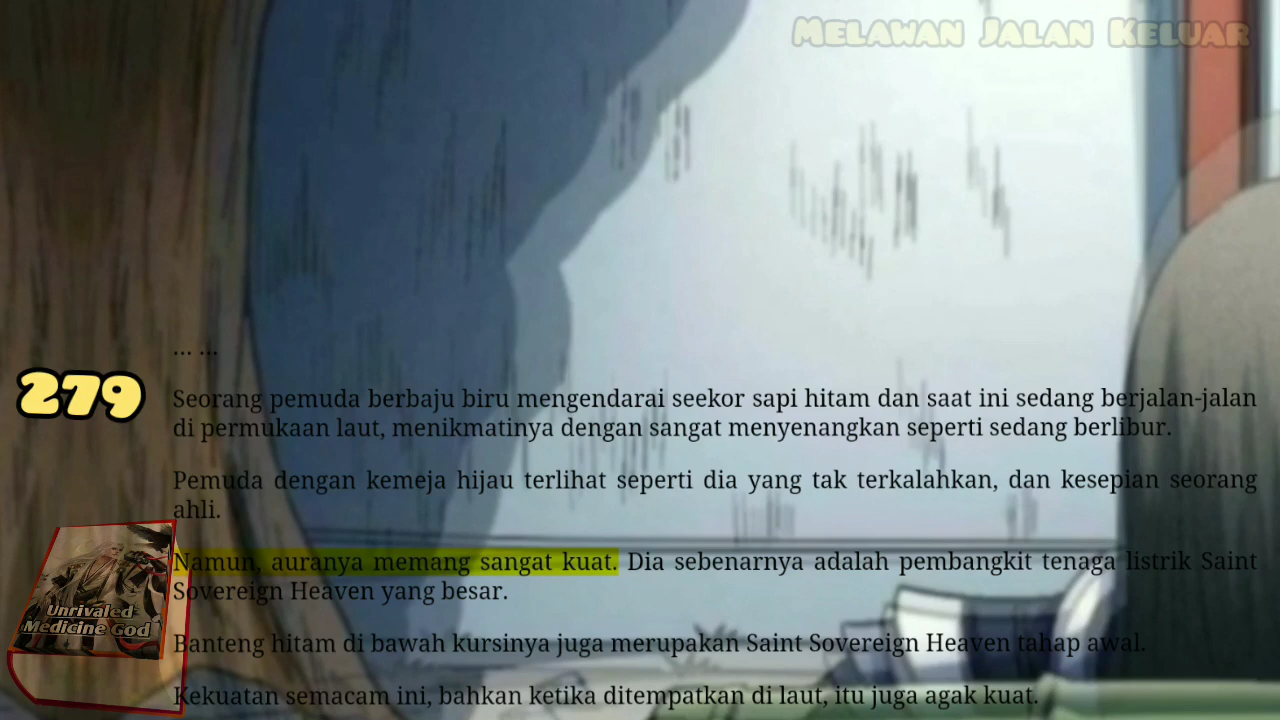 Melawan Jalan Keluar
... ...
279
Seorang pemuda berbaju biru mengendarai seekor sapi hitam dan saat ini sedang berjalan-jalan
di permukaan laut, menikmatinya dengan sangat menyenangkan seperti sedang berlibur.
Pemuda dengan kemeja hijau terlihat seperti dia yang tak terkalahkan, dan kesepian seorang
ahli.
Namun, auranya memang sangat kuat. Dia sebenarnya adalah pembangkit tenaga listrik Saint
Sovereign Heaven yang besar.
Unrivaled
Medicine God
Banteng hitam di bawah kursinya juga merupakan Saint Sovereign Heaven tahap awal.
Kekuatan semacam ini, bahkan ketika ditempatkan di laut, itu juga agak kuat.